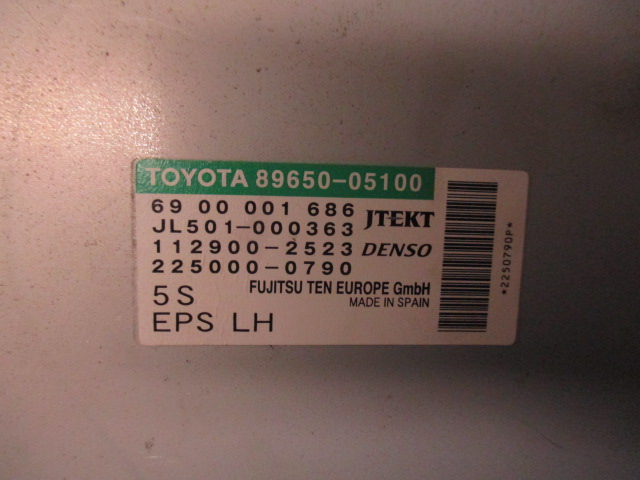 TOYOTA 89650-05100
69 00 001 686
JL501-000363 JTEKT
112900-2523 DENSO
225000-0790
5S FUJITSU TEN EUROPE GmbH
MADE IN SPAIN
EPS LH
*2250790P*